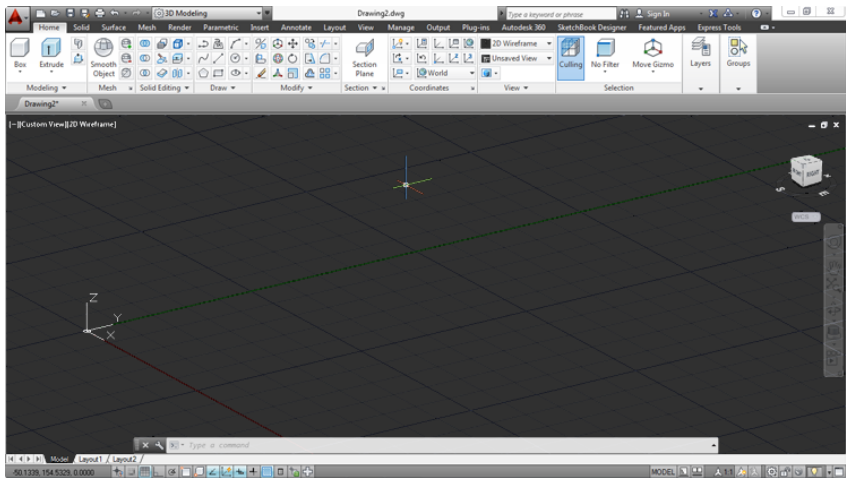 3D Modeling Drawing2.dwg Type a keyword or phrase Sign In
Home Solid Surface Mesh Render Parametric Insert Annotate Layout View Manage Output Plug-ins Autodesk 360 SketchBook Designer Featured Apps Express Tools
2D Wireframe
Unsaved View
Box Extrude Smooth Object Section Plane World Culling No Filter Move Gizmo Layers Groups
Modeling Mesh Solid Editing Draw Modify Section Coordinates View Selection
Drawing2*
[-][Custom View][2D Wireframe]
RIGHT
S E
WCS
Z
Y
X
Type a command
Model Layout1 Layout2
-50.1339, 154.5329, 0.0000 MODEL 1:1